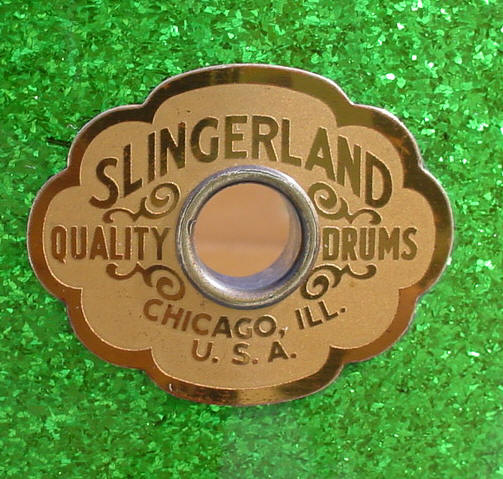 SLINGERLAND
QUALITY DRUMS
CHICAGO, ILL.
U. S. A.